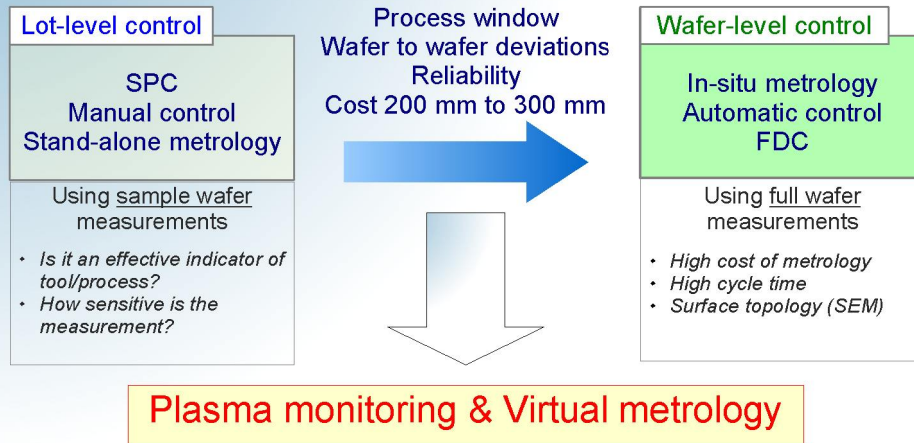 Lot-level control
SPC
Manual control
Stand-alone metrology
Using sample wafer
measurements
• Is it an effective indicator of
tool/process?
• How sensitive is the
measurement?
Process window
Wafer to wafer deviations
Reliability
Cost 200 mm to 300 mm
Wafer-level control
In-situ metrology
Automatic control
FDC
Using full wafer
measurements
• High cost of metrology
• High cycle time
• Surface topology (SEM)
Plasma monitoring & Virtual metrology